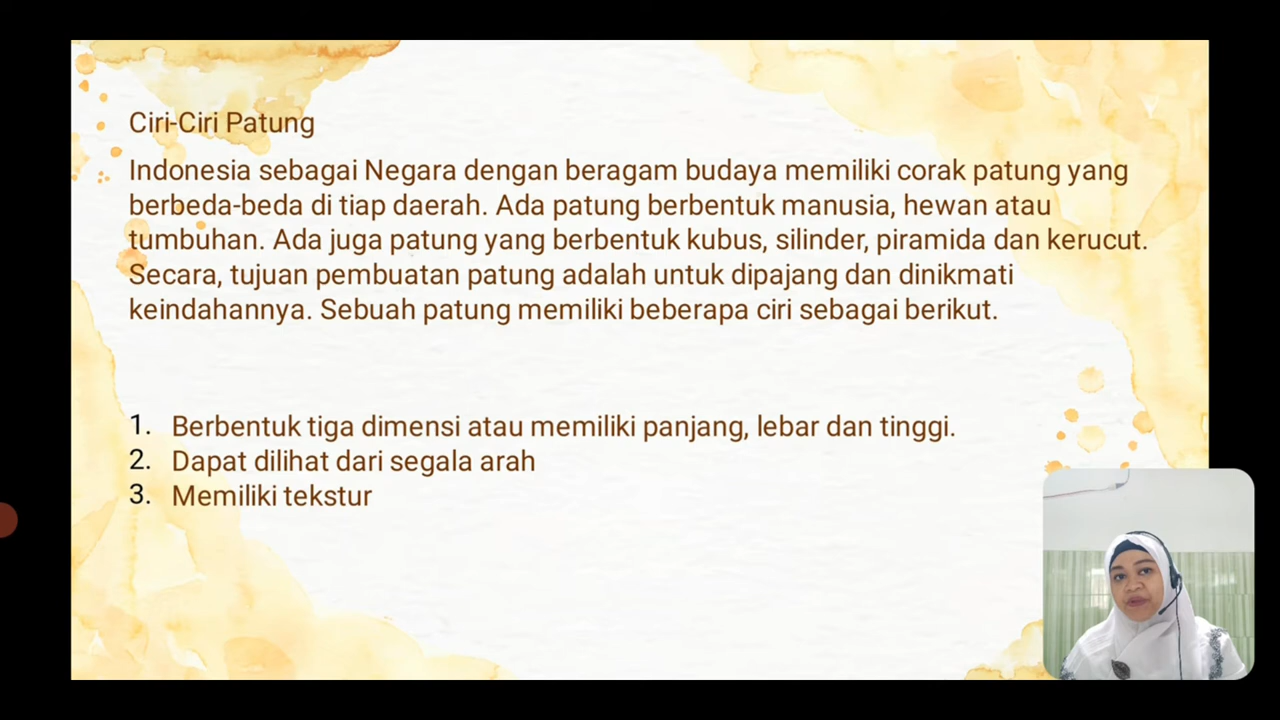 Ciri-Ciri Patung
Indonesia sebagai Negara dengan beragam budaya memiliki corak patung yang
berbeda-beda di tiap daerah. Ada patung berbentuk manusia, hewan atau
tumbuhan. Ada juga patung yang berbentuk kubus, silinder, piramida dan kerucut.
Secara, tujuan pembuatan patung adalah untuk dipajang dan dinikmati
keindahannya. Sebuah patung memiliki beberapa ciri sebagai berikut.
1. Berbentuk tiga dimensi atau memiliki panjang, lebar dan tinggi.
2. Dapat dilihat dari segala arah
3. Memiliki tekstur